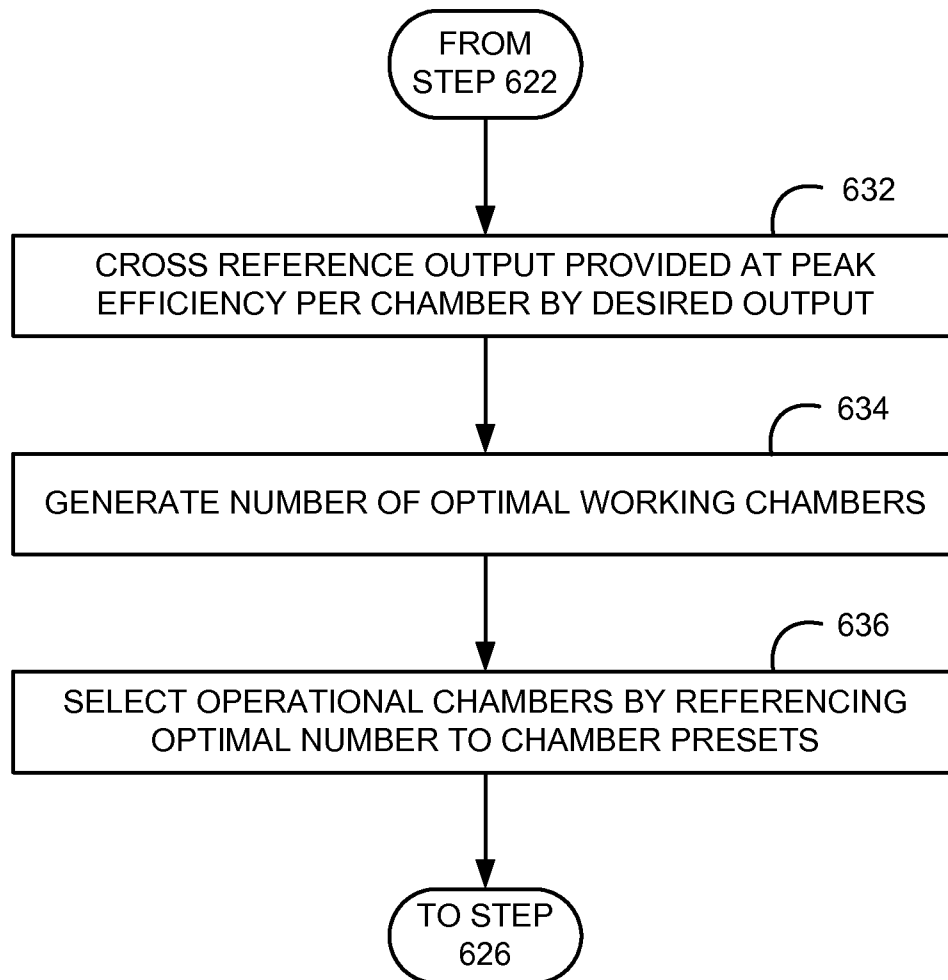 FROM
STEP 622
632
CROSS REFERENCE OUTPUT PROVIDED AT PEAK
EFFICIENCY PER CHAMBER BY DESIRED OUTPUT
634
GENERATE NUMBER OF OPTIMAL WORKING CHAMBERS
636
SELECT OPERATIONAL CHAMBERS BY REFERENCING
OPTIMAL NUMBER TO CHAMBER PRESETS
TO STEP
626